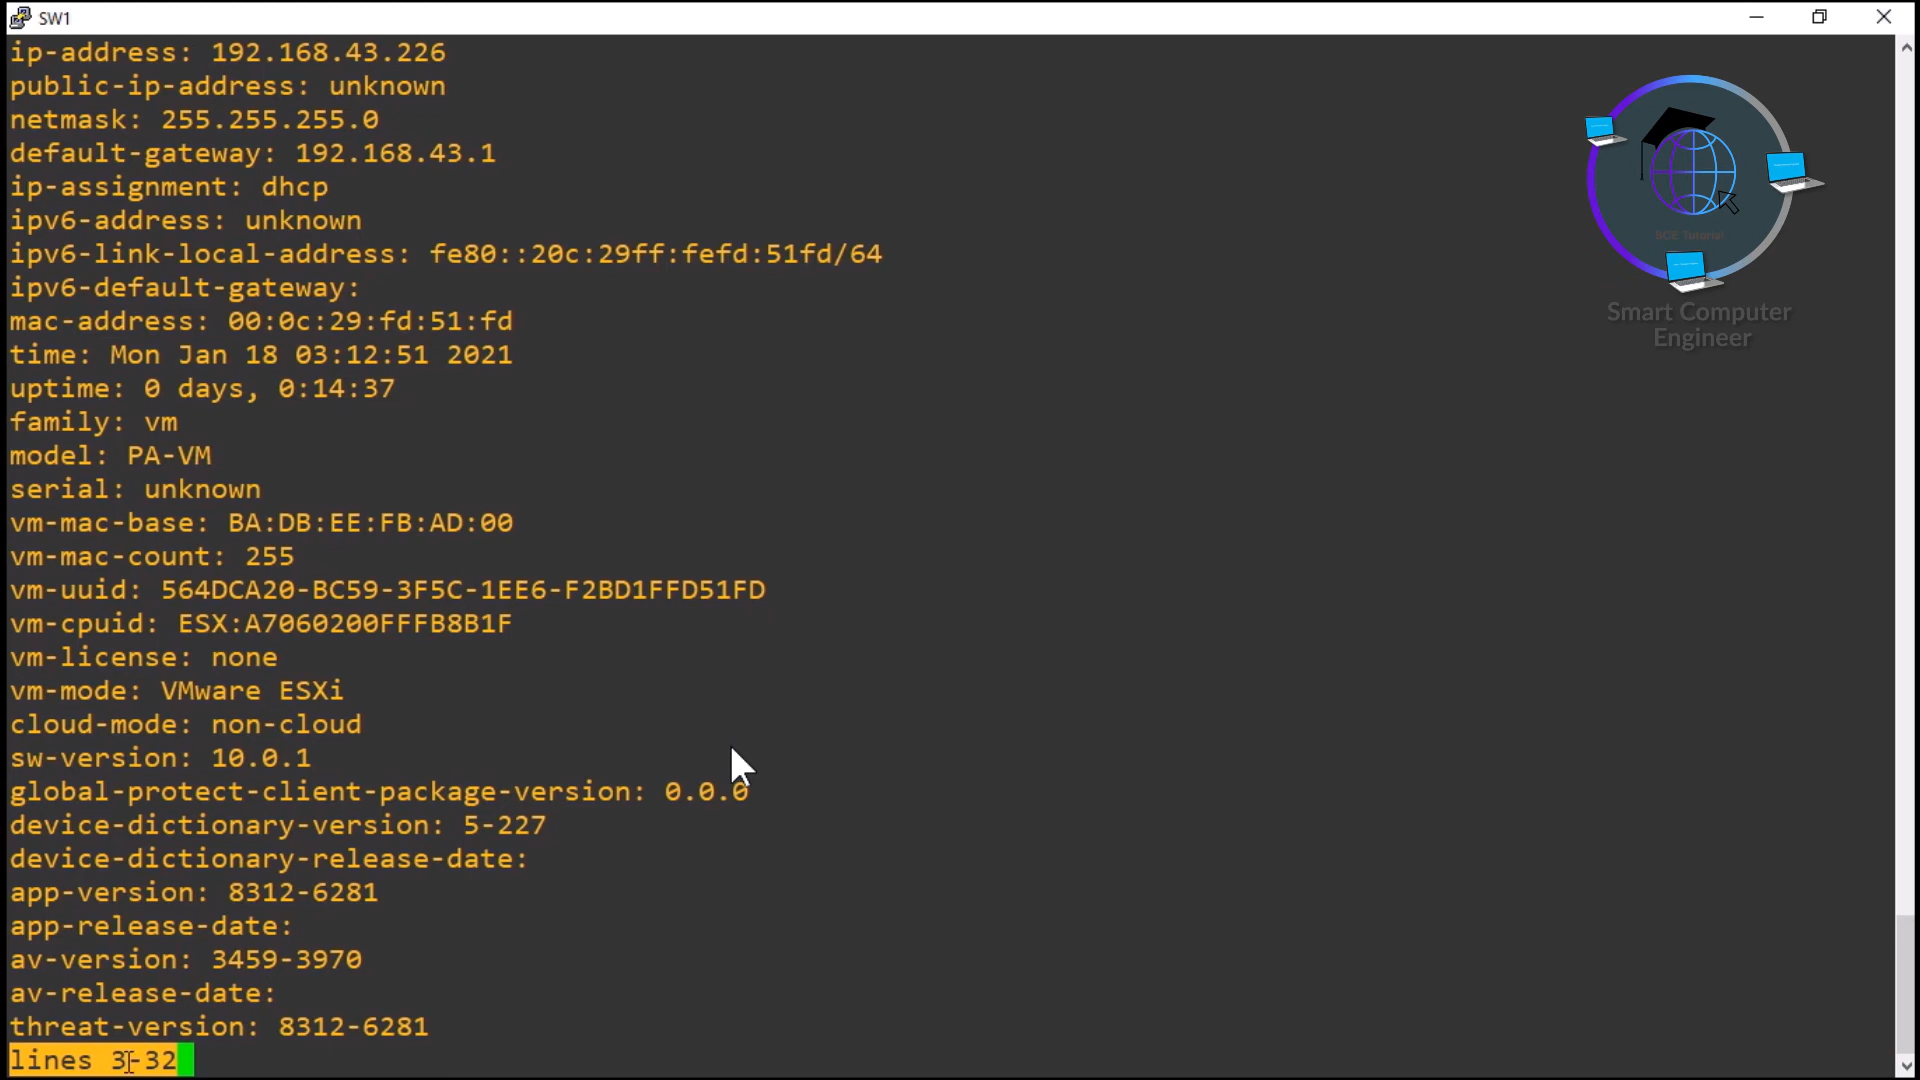 SW1
ip-address: 192.168.43.226
public-ip-address: unknown
netmask: 255.255.255.0
default-gateway: 192.168.43.1
ip-assignment: dhcp
ipv6-address: unknown
ipv6-link-local-address: fe80::20c:29ff:fefd:51fd/64
ipv6-default-gateway:
mac-address: 00:0c:29:fd:51:fd
time: Mon Jan 18 03:12:51 2021
uptime: 0 days, 0:14:37
family: vm
model: PA-VM
serial: unknown
vm-mac-base: BA:DB:EE:FB:AD:00
vm-mac-count: 255
vm-uuid: 564DCA20-BC59-3F5C-1EE6-F2BD1FFD51FD
vm-cpuid: ESX:A7060200FFFB8B1F
vm-license: none
vm-mode: VMware ESXi
cloud-mode: non-cloud
sw-version: 10.0.1
global-protect-client-package-version: 0.0.0
device-dictionary-version: 5-227
device-dictionary-release-date:
app-version: 8312-6281
app-release-date:
av-version: 3459-3970
av-release-date:
threat-version: 8312-6281
lines 3-32
SCE Tutorial
Smart Computer
Engineer